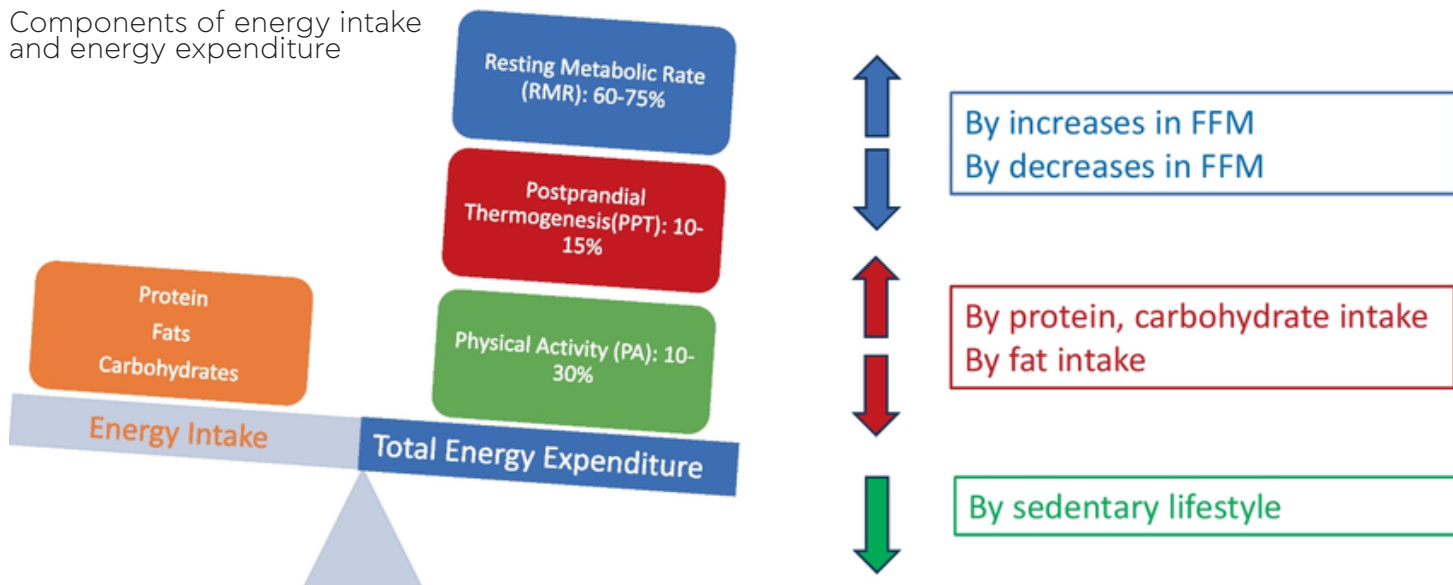 Components of energy intake
and energy expenditure
Resting Metabolic Rate
(RMR): 60-75%
Postprandial
Thermogenesis(PPT): 10-
15%
Physical Activity (PA): 10-
30%
Protein
Fats
Carbohydrates
Energy Intake
Total Energy Expenditure
By increases in FFM
By decreases in FFM
By protein, carbohydrate intake
By fat intake
By sedentary lifestyle